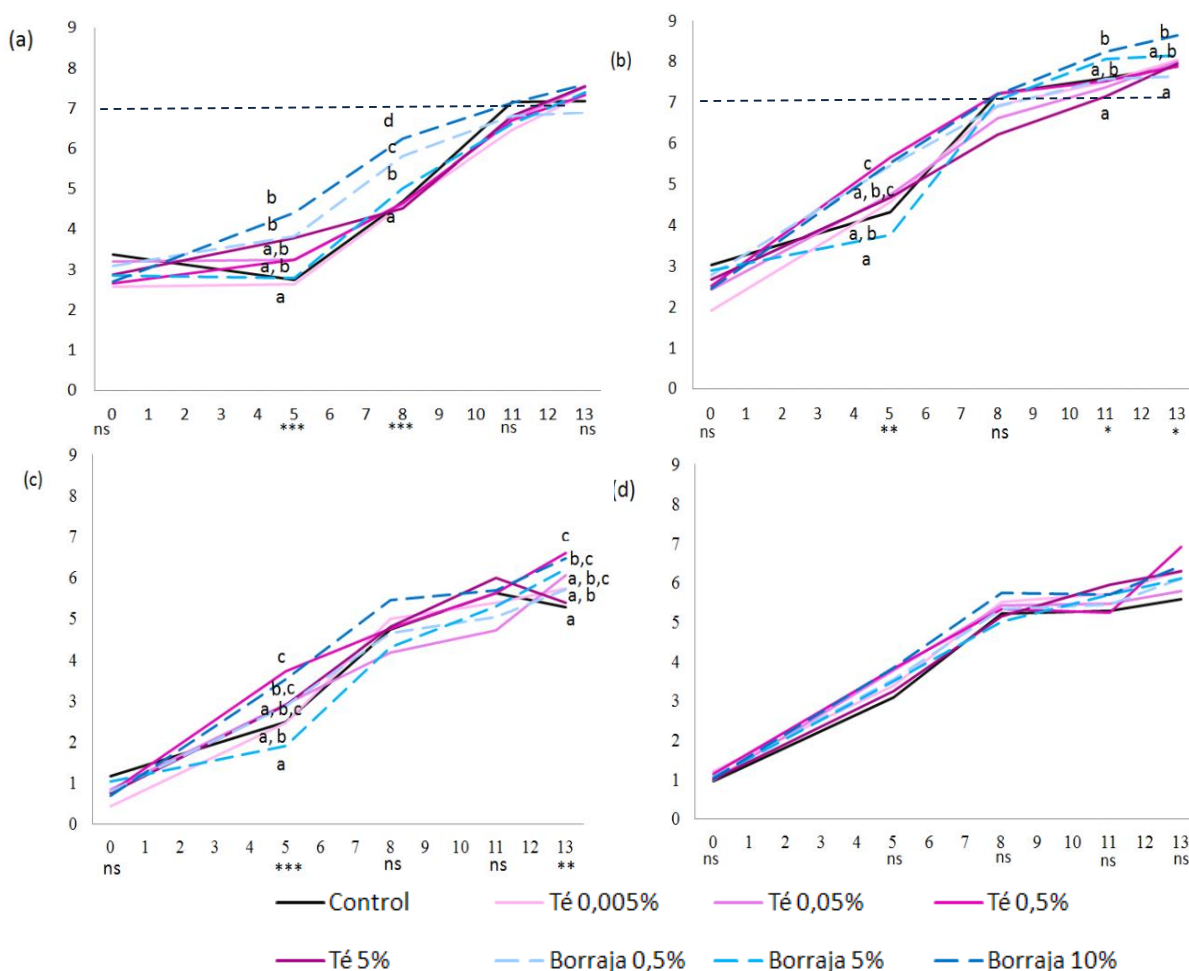 (a)
9
8
7
6
5
4
3
2
1
0
b
b
a,b
a, b
a
d
c
b
a
0 1 2 3 4 5 6 7 8 9 10 11 12 13
ns *** *** ns ns
(b)
9
8
7
6
5
4
3
2
1
0
c
a, b,c
a, b
a
b
a, b
a
b
a, b
a
0 1 2 3 4 5 6 7 8 9 10 11 12 13
ns ** ns * *
(c)
9
8
7
6
5
4
3
2
1
0
c
b,c
a, b,c
a, b
a
c
b,c
a, b,c
a, b
a
0 1 2 3 4 5 6 7 8 9 10 11 12 13
ns *** ns ns **
(d)
9
8
7
6
5
4
3
2
1
0
0 1 2 3 4 5 6 7 8 9 10 11 12 13
ns ns ns ns ns
Control Té 0,005% Té 0,05% Té 0,5%
Té 5% Borraja 0,5% Borraja 5% Borraja 10%